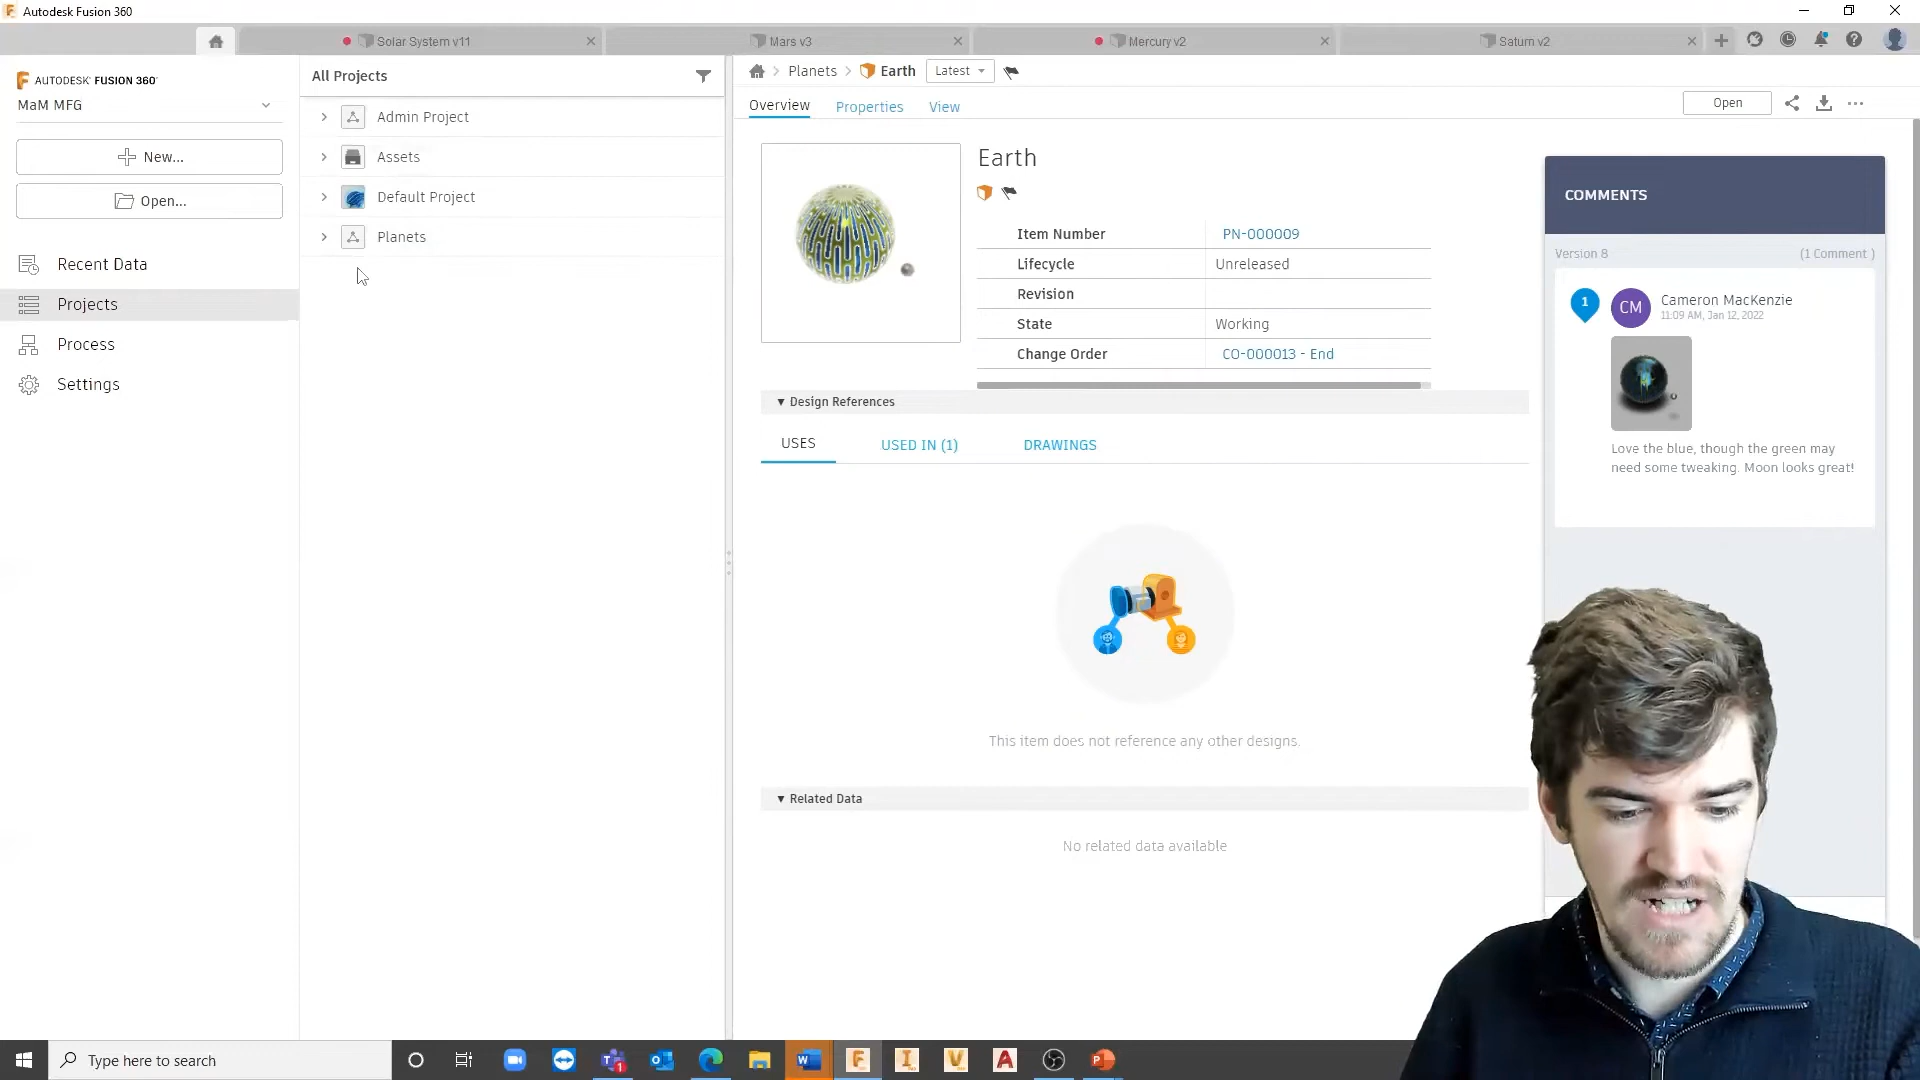 Autodesk Fusion 360
Solar System v11
Mars v3
Mercury v2
Saturn v2
AUTODESK FUSION 360
MaM MFG
New...
Open...
Recent Data
Projects
Process
Settings
All Projects
Admin Project
Assets
Default Project
Planets
Planets > Earth Latest
Overview Properties View
Open
Earth
Item Number PN-000009
Lifecycle Unreleased
Revision
State Working
Change Order CO-000013 - End
Design References
USES USED IN (1) DRAWINGS
This item does not reference any other designs.
Related Data
No related data available
COMMENTS
Version 8 (1 Comment )
1
CM
Cameron MacKenzie
11:09 AM, Jan 12, 2022
Love the blue, though the green may
need some tweaking. Moon looks great!
Type here to search